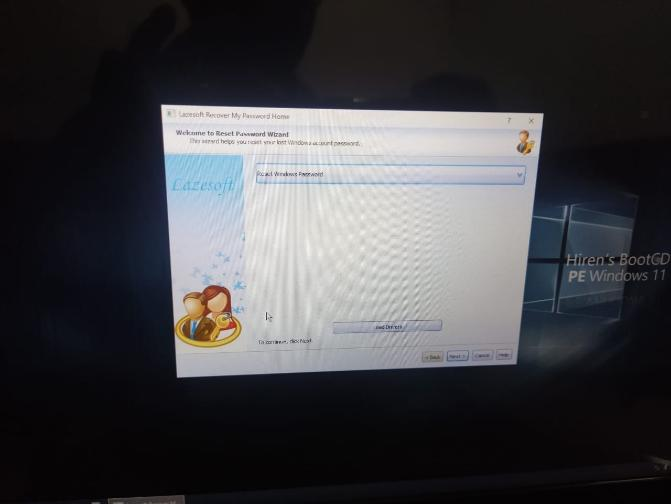 Lazesoft Recover My Password Home
? X
Welcome to Reset Password Wizard
This wizard helps you reset your lost Windows account password.
Lazesoft
Reset Windows Password
Hiren's BootCD
PE Windows 11
Load Drivers
To continue, click Next
< Back Next > Cancel Help